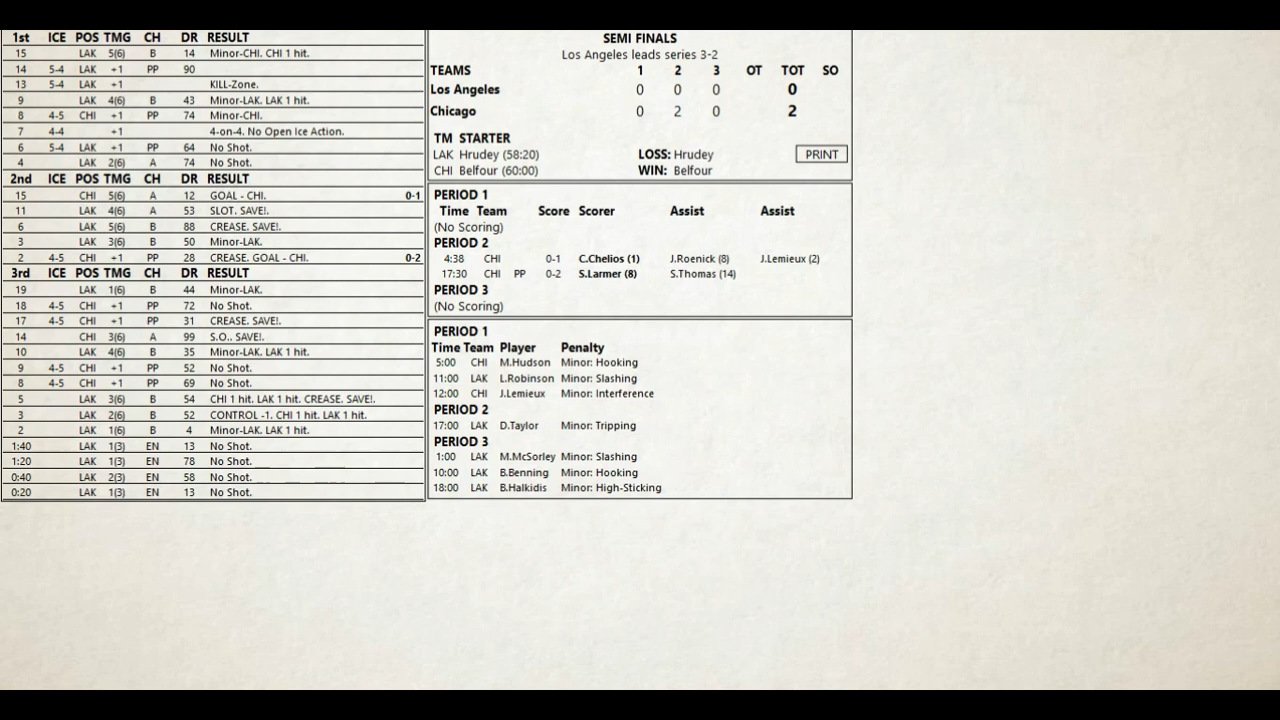 1st ICE POS TMG CH DR RESULT
15 LAK 5(6) B 14 Minor-CHI. CHI 1 hit.
14 5-4 LAK +1 PP 90
13 5-4 LAK +1 KILL-Zone.
9 LAK 4(6) B 43 Minor-LAK. LAK 1 hit.
8 4-5 CHI +1 PP 74 Minor-CHI.
7 4-4 +1 4-on-4. No Open Ice Action.
6 5-4 LAK +1 PP 64 No Shot.
4 LAK 2(6) A 74 No Shot.
2nd ICE POS TMG CH DR RESULT
15 CHI 5(6) A 12 GOAL - CHI. 0-1
11 LAK 4(6) A 53 SLOT. SAVE!.
6 LAK 5(6) B 88 CREASE. SAVE!.
3 LAK 3(6) B 50 Minor-LAK.
2 4-5 CHI +1 PP 28 CREASE. GOAL - CHI. 0-2
3rd ICE POS TMG CH DR RESULT
19 LAK 1(6) B 44 Minor-LAK.
18 4-5 CHI +1 PP 72 No Shot.
17 4-5 CHI +1 PP 31 CREASE. SAVE!.
14 CHI 3(6) A 99 S.O.. SAVE!.
10 LAK 4(6) B 35 Minor-LAK. LAK 1 hit.
9 4-5 CHI +1 PP 52 No Shot.
8 4-5 CHI +1 PP 69 No Shot.
5 LAK 3(6) B 54 CHI 1 hit. LAK 1 hit. CREASE. SAVE!.
3 LAK 2(6) B 52 CONTROL -1. CHI 1 hit. LAK 1 hit.
2 LAK 1(6) B 4 Minor-LAK. LAK 1 hit.
1:40 LAK 1(3) EN 13 No Shot.
1:20 LAK 1(3) EN 78 No Shot.
0:40 LAK 2(3) EN 58 No Shot.
0:20 LAK 1(3) EN 13 No Shot.
SEMI FINALS
Los Angeles leads series 3-2
TEAMS 1 2 3 OT TOT SO
Los Angeles 0 0 0 0
Chicago 0 2 0 2
TM STARTER
LAK Hrudey (58:20) LOSS: Hrudey PRINT
CHI Belfour (60:00) WIN: Belfour
PERIOD 1
Time Team Score Scorer Assist Assist
(No Scoring)
PERIOD 2
4:38 CHI 0-1 C.Chelios (1) J.Roenick (8) J.Lemieux (2)
17:30 CHI PP 0-2 S.Larmer (8) S.Thomas (14)
PERIOD 3
(No Scoring)
PERIOD 1
Time Team Player Penalty
5:00 CHI M.Hudson Minor: Hooking
11:00 LAK L.Robinson Minor: Slashing
12:00 CHI J.Lemieux Minor: Interference
PERIOD 2
17:00 LAK D.Taylor Minor: Tripping
PERIOD 3
1:00 LAK M.McSorley Minor: Slashing
10:00 LAK B.Benning Minor: Hooking
18:00 LAK B.Halkidis Minor: High-Sticking